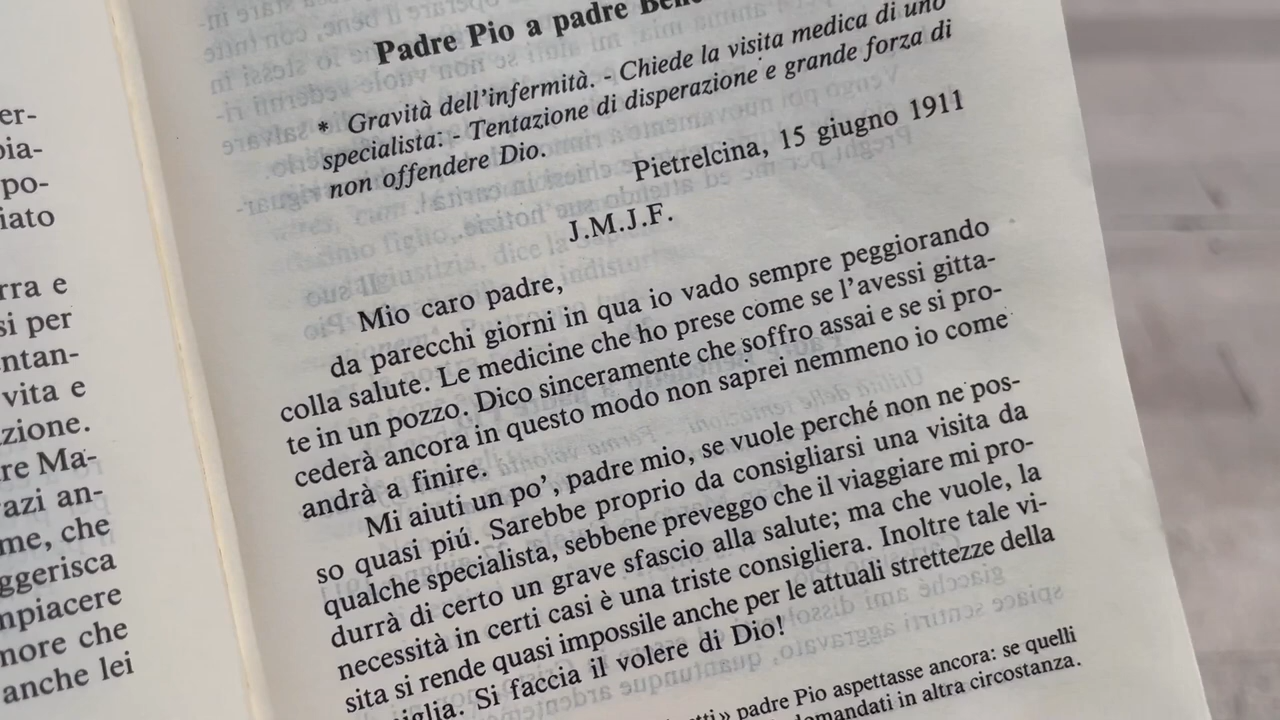 er-
pia-
po-
iato
rra e
si per
ntan-
vita e
zione.
re Ma-
azi an-
me, che
ggerisca
mpiacere
nore che
anche lei
Padre Pio a padre Bene
* Gravità dell'infermità. - Chiede la visita medica di uno
specialista: - Tentazione di disperazione e grande forza di
non offendere Dio.
Pietrelcina, 15 giugno 1911
J.M.J.F.
Mio caro padre,
da parecchi giorni in qua io vado sempre peggiorando
colla salute. Le medicine che ho prese come se l'avessi gitta-
te in un pozzo. Dico sinceramente che soffro assai e se si pro-
cederà ancora in questo modo non saprei nemmeno io come
andrà a finire.
Mi aiuti un po', padre mio, se vuole perché non ne pos-
so quasi piú. Sarebbe proprio da consigliarsi una visita da
qualche specialista, sebbene preveggo che il viaggiare mi pro-
durrà di certo un grave sfascio alla salute; ma che vuole, la
necessità in certi casi è una triste consigliera. Inoltre tale vi-
sita si rende quasi impossibile anche per le attuali strettezze della
iglia. Si faccia il volere di Dio!
tti» padre Pio aspettasse ancora: se quelli
mandati in altra circostanza.